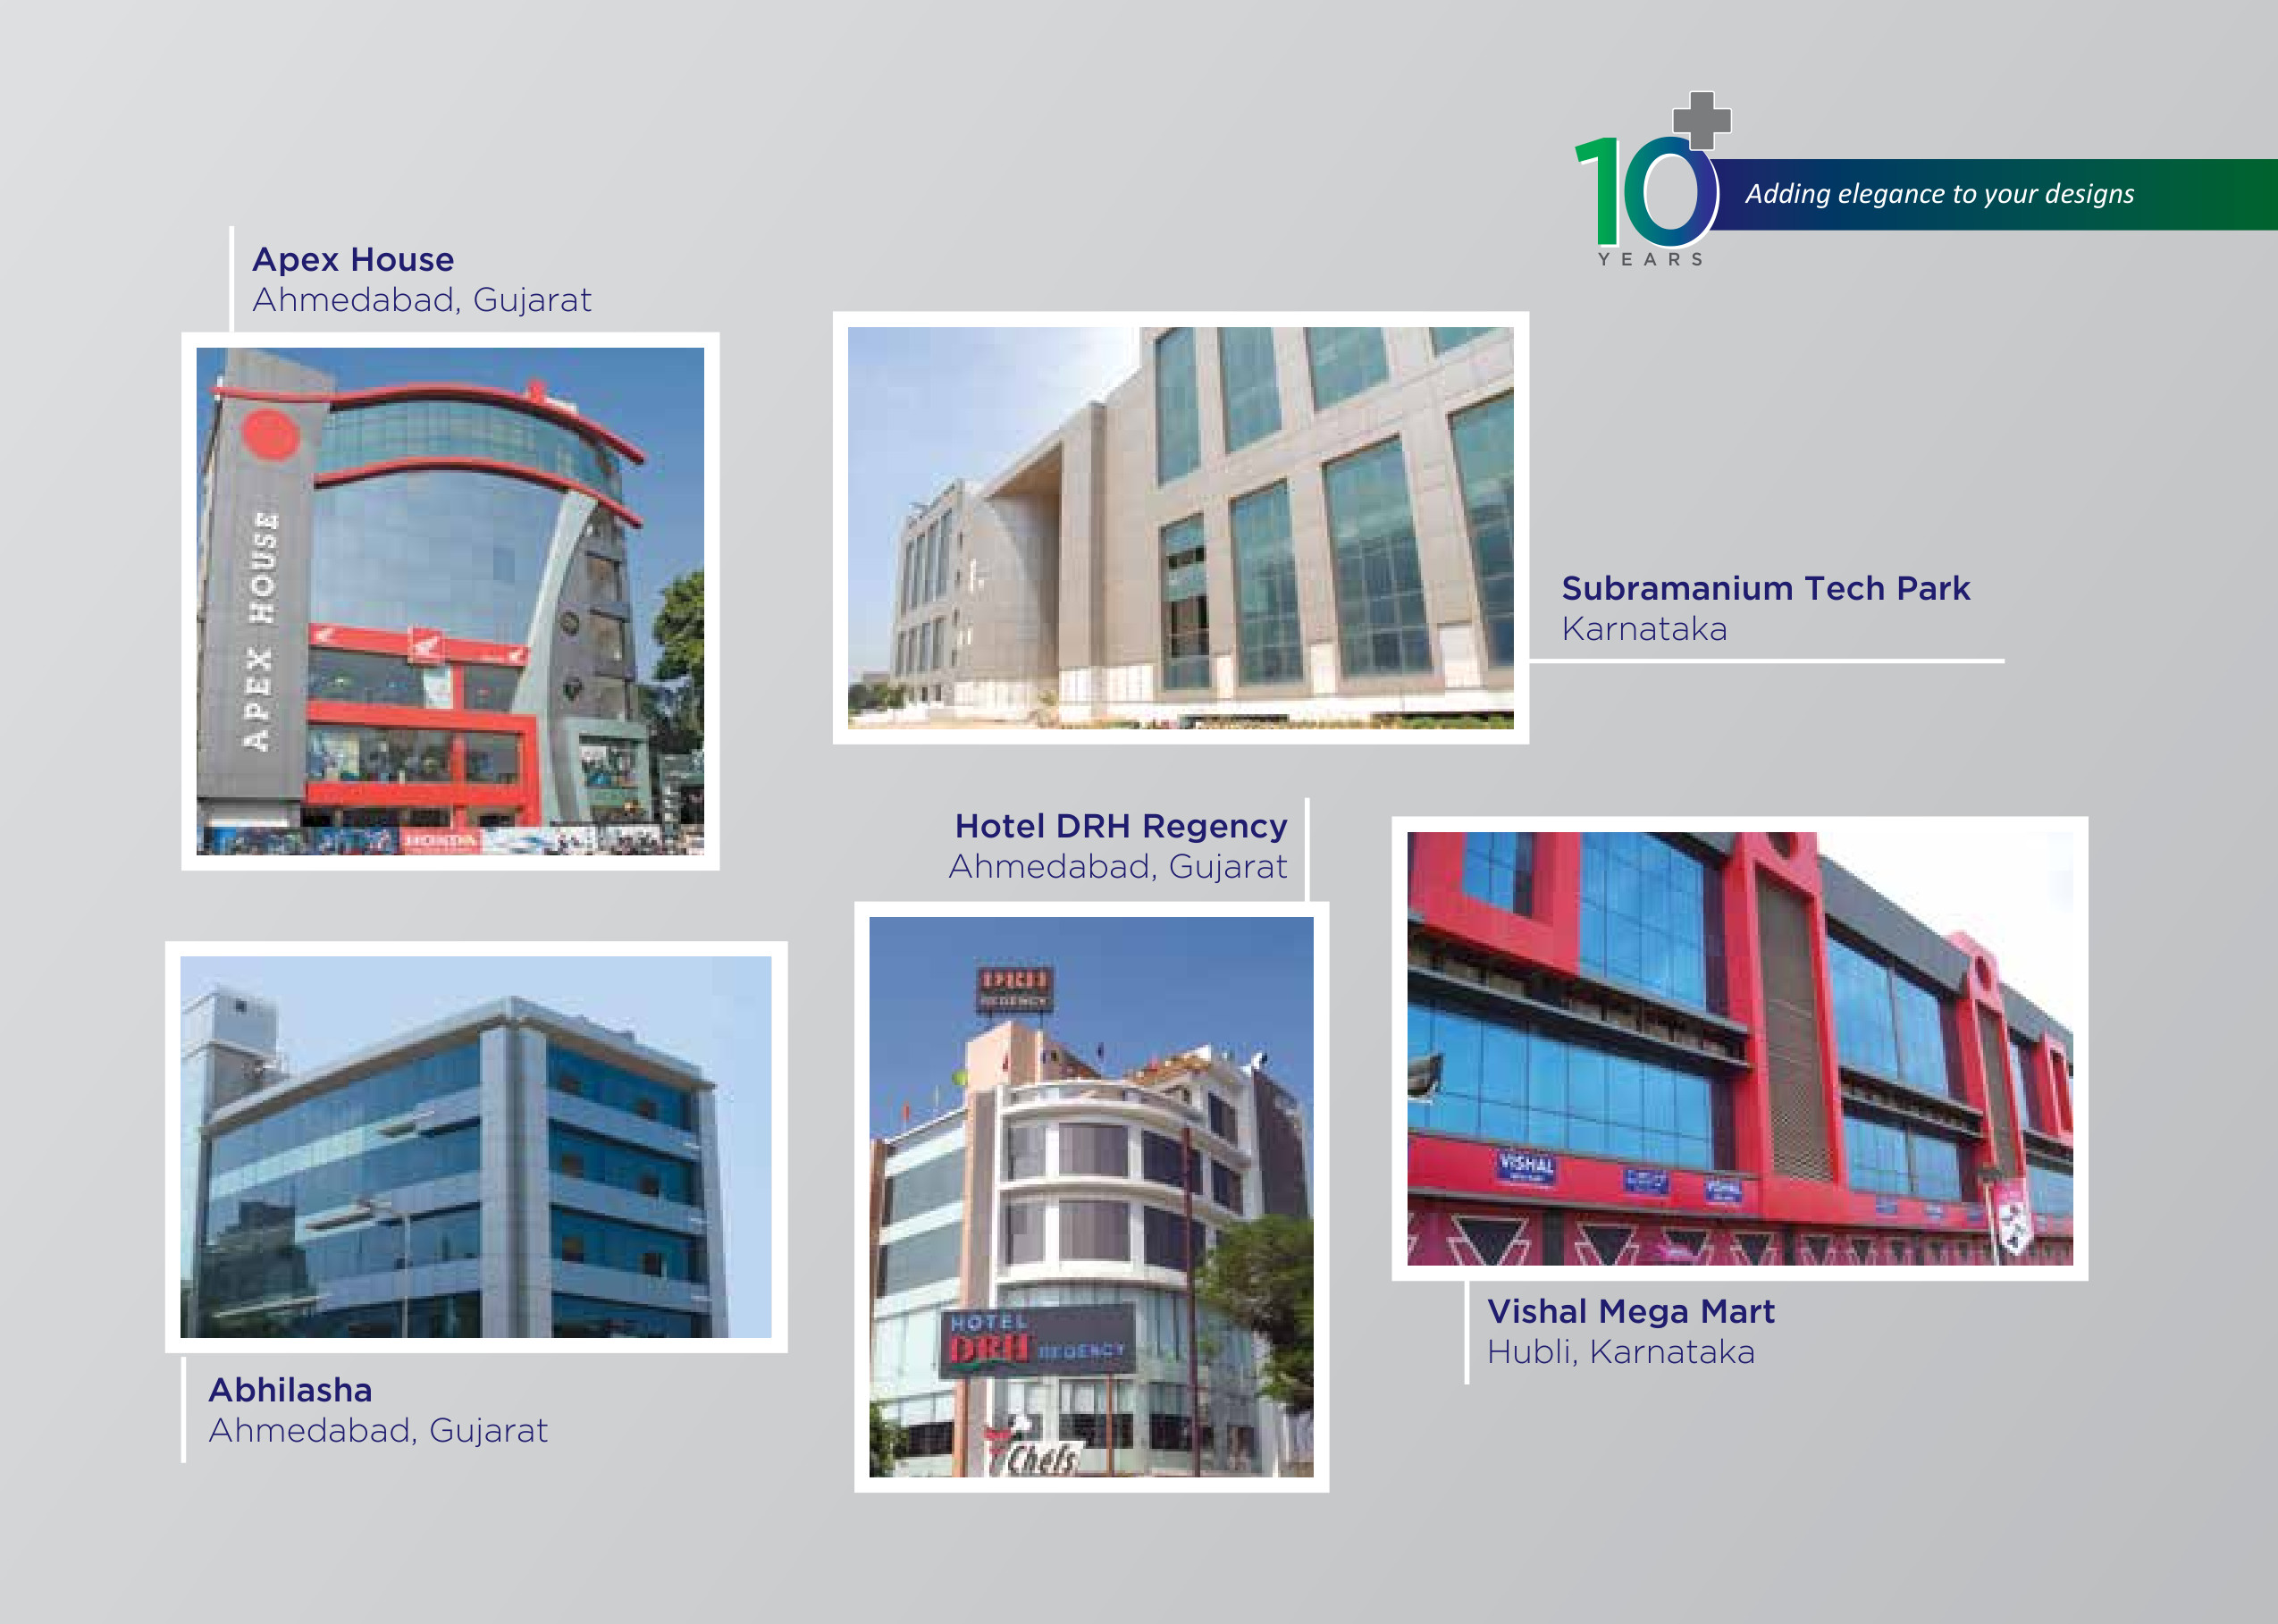 10
YEARS
Adding elegance to your designs
Apex House
Ahmedabad, Gujarat
APEX HOUSE
HONDA
Subramanium Tech Park
Karnataka
Hotel DRH Regency
Ahmedabad, Gujarat
DRH
REGENCY
HOTEL
DRH REGENCY
Chefs
VISHAL
VISHAL
Vishal Mega Mart
Hubli, Karnataka
Abhilasha
Ahmedabad, Gujarat